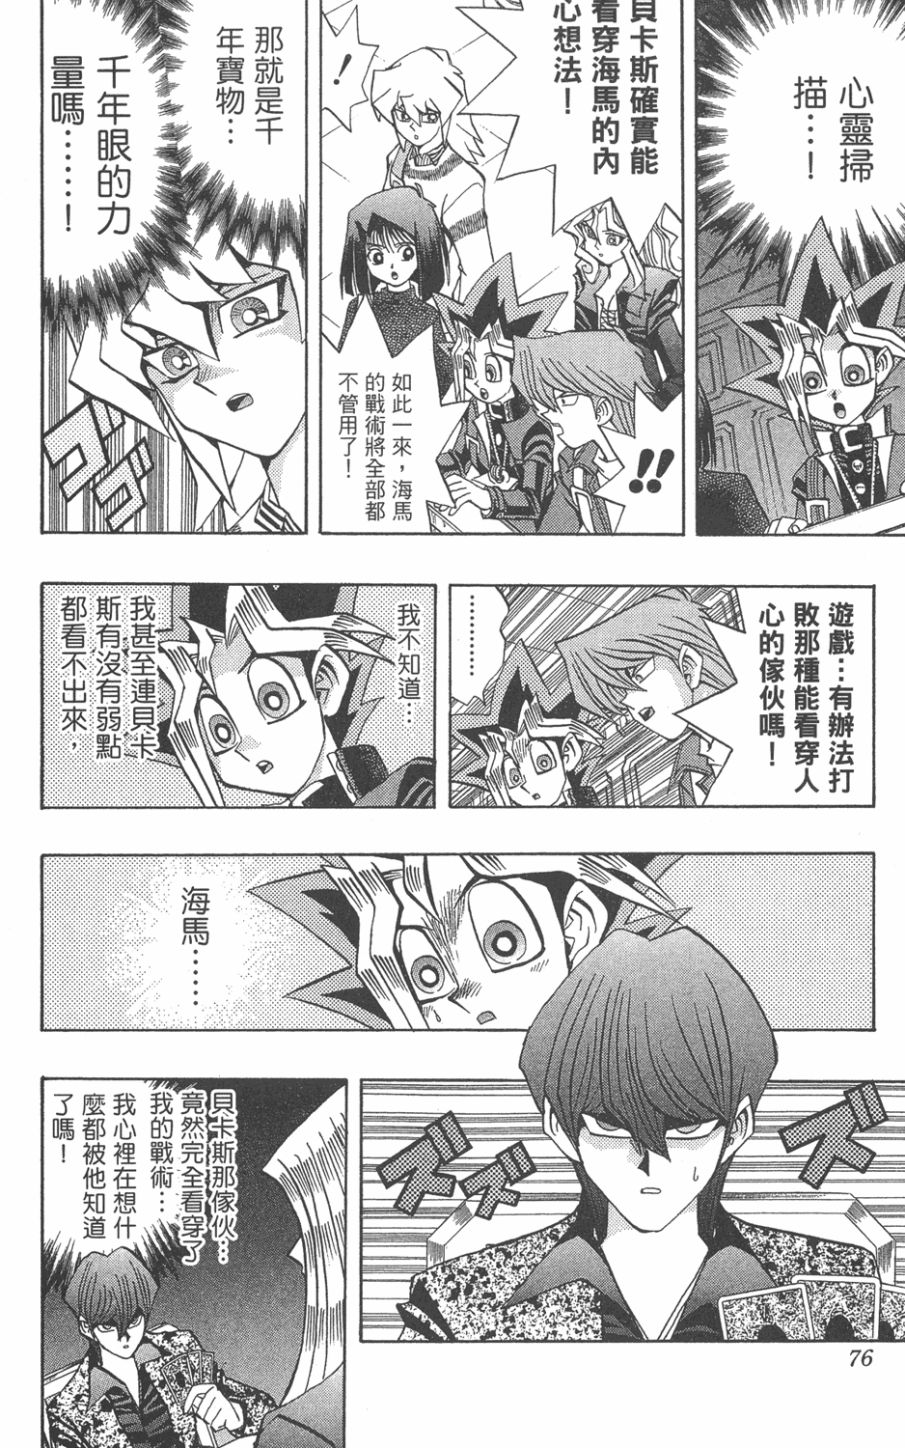 心靈掃
描…！
貝卡斯確實能
看穿海馬的內
心想法！
！
如此一來，海馬
的戰術將全部都
不管用了！
!!
那就是千
年寶物…
千年眼的力
量嗎……！
ゴゴ
遊戲…有辦法打
敗那種能看穿人
心的傢伙嗎！
………
我不知道…
我甚至連貝卡
斯有沒有弱點
都看不出來，
海馬……
ズ
ズズ
貝卡斯那傢伙…
竟然完全看穿了
我的戰術…
我心裡在想什
麼都被他知道
了嗎！
76